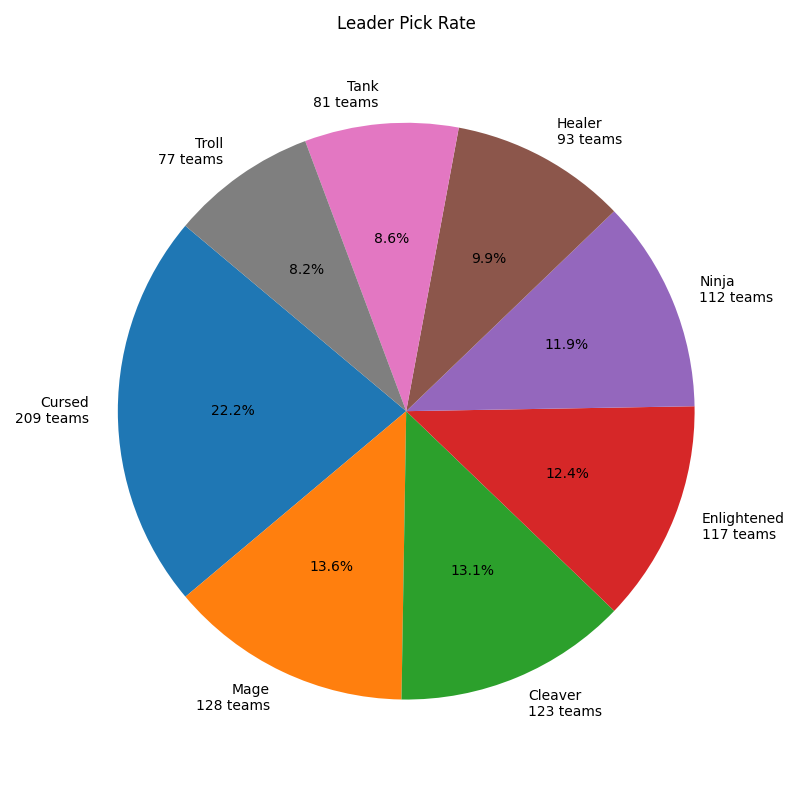 Leader Pick Rate
Tank
81 teams
Healer
93 teams
Troll
77 teams
8.6%
9.9%
8.2%
Ninja
112 teams
11.9%
Cursed
209 teams
22.2%
12.4%
Enlightened
117 teams
13.6%
13.1%
Mage
128 teams
Cleaver
123 teams